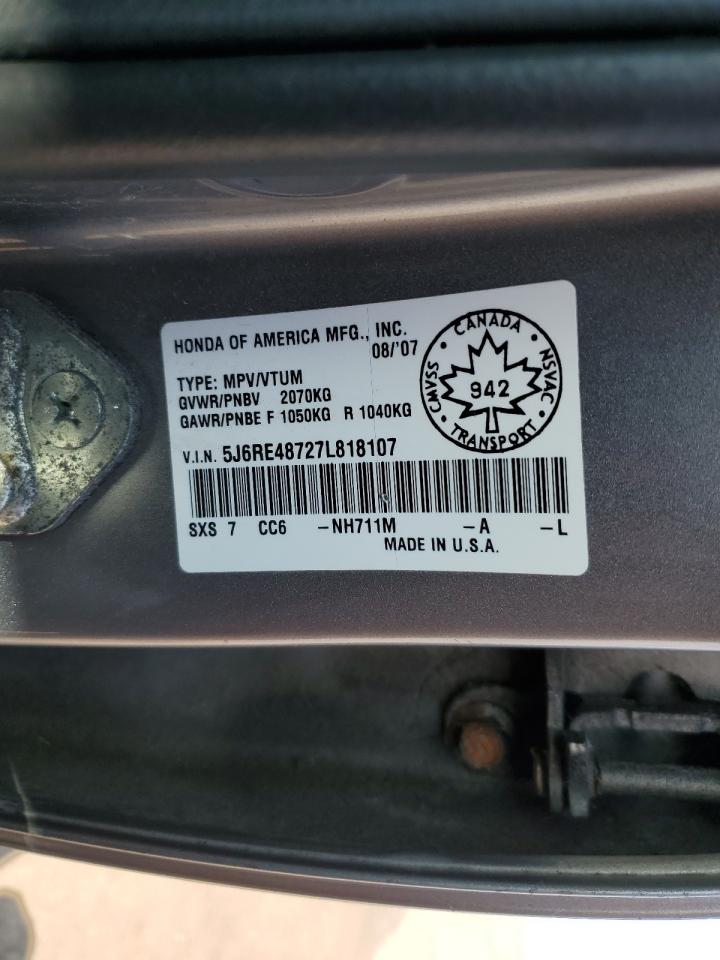 HONDA OF AMERICA MFG., INC.
08/'07
TYPE: MPV/VTUM
GVWR/PNBV 2070KG
GAWR/PNBE F 1050KG R 1040KG
V.I.N. 5J6RE48727L818107
SXS 7 CC6 -NH711M -A -L
MADE IN U.S.A.
• CANADA •
CMVSS
942
NSVAC
• TRANSPORT •